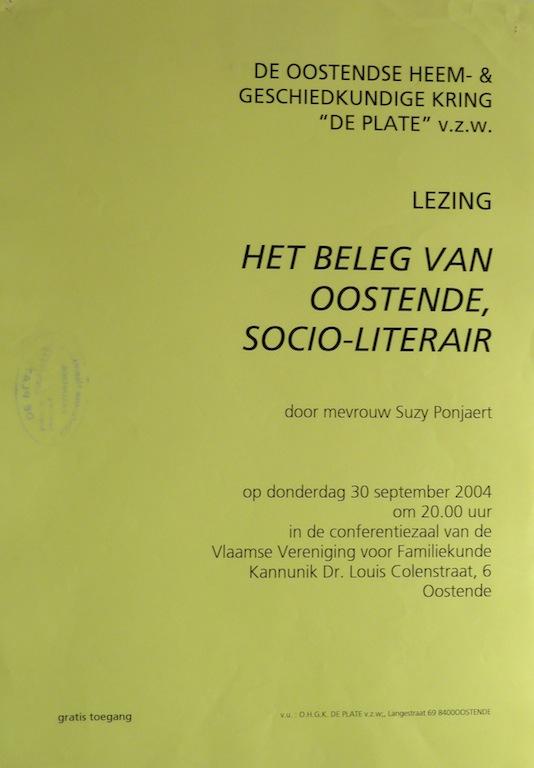 DE OOSTENDSE HEEM- &
GESCHIEDKUNDIGE KRING
"DE PLATE" v.z.w.
LEZING
HET BELEG VAN
OOSTENDE,
SOCIO-LITERAIR
door mevrouw Suzy Ponjaert
op donderdag 30 september 2004
om 20.00 uur
in de conferentiezaal van de
Vlaamse Vereniging voor Familiekunde
Kannunik Dr. Louis Colenstraat, 6
Oostende
gratis toegang
v.u. : O.H.G.K. DE PLATE v.z.w;, Langestraat 69 8400OOSTENDE
DE PLATE